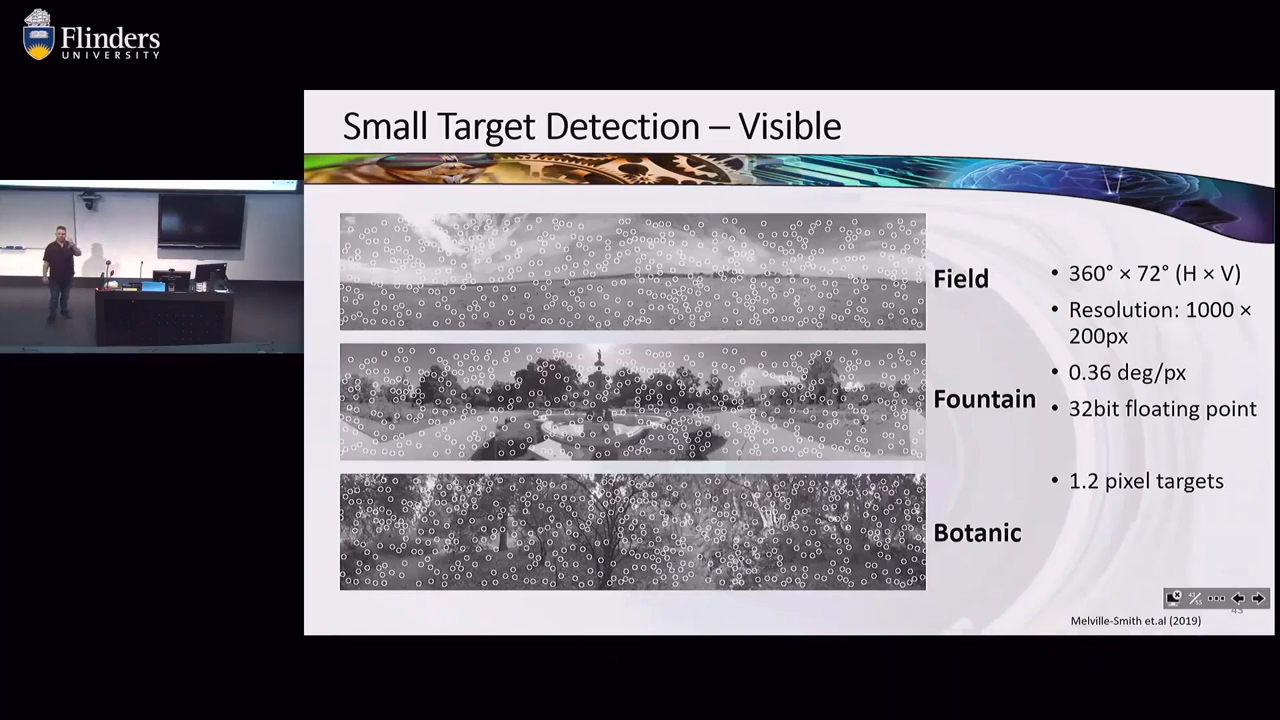 Flinders
UNIVERSITY
Small Target Detection – Visible
Field
Fountain
Botanic
• 360° × 72° (H × V)
• Resolution: 1000 ×
200px
• 0.36 deg/px
• 32bit floating point
• 1.2 pixel targets
Melville-Smith et.al (2019)